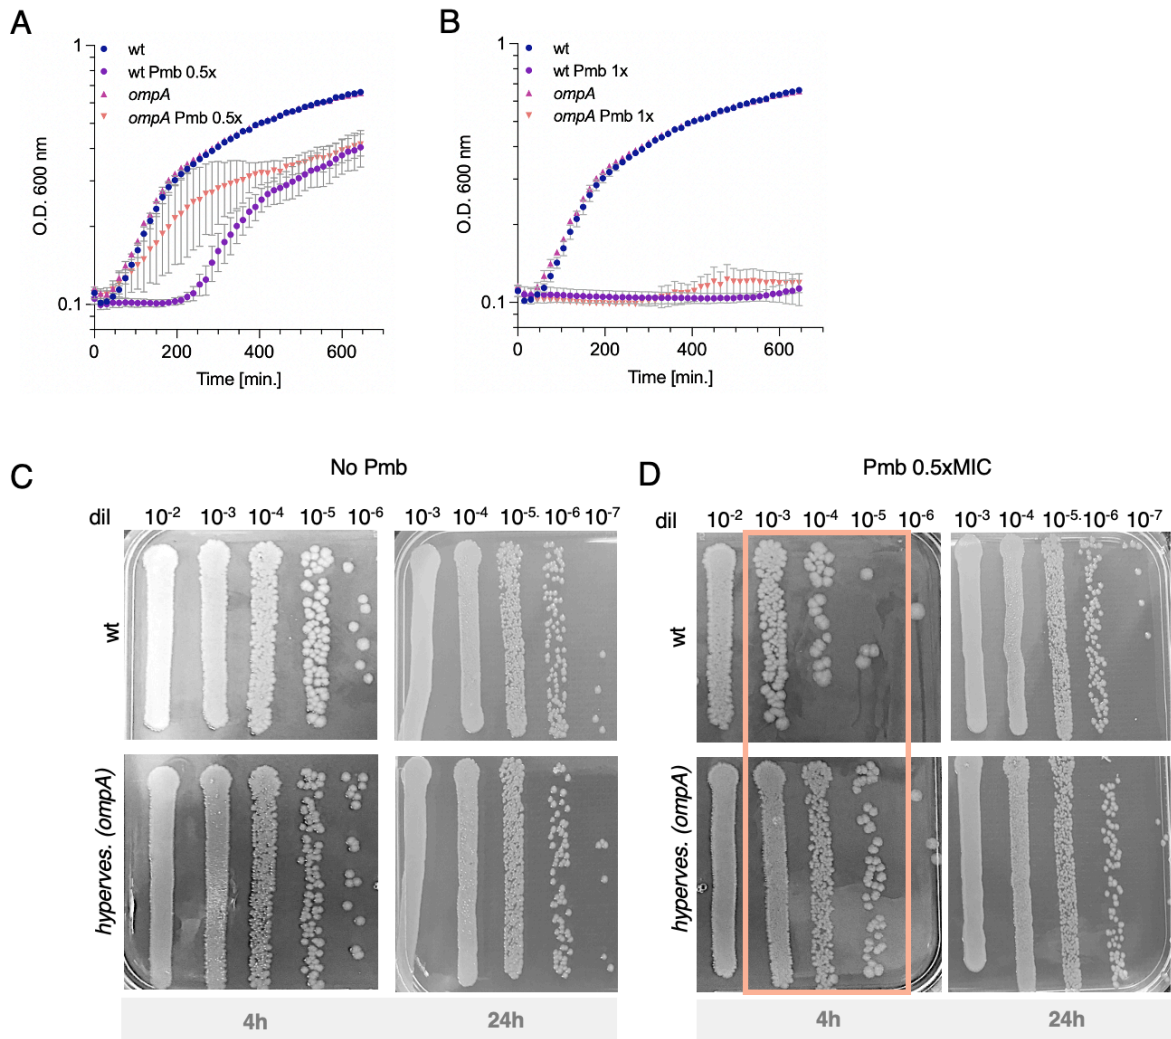 A
1
wt
wt Pmb 0.5x
ompA
ompA Pmb 0.5x
O.D. 600 nm
0.1
0 200 400 600
Time [min.]
B
1
wt
wt Pmb 1x
ompA
ompA Pmb 1x
O.D. 600 nm
0.1
0 200 400 600
Time [min.]
C
No Pmb
dil 10-2 10-3 10-4 10-5 10-6 10-3 10-4 10-5. 10-6 10-7
wt
hyperves. (ompA)
4h 24h
D
Pmb 0.5xMIC
dil 10-2 10-3 10-4 10-5 10-6 10-3 10-4 10-5. 10-6 10-7
wt
hyperves. (ompA)
4h 24h